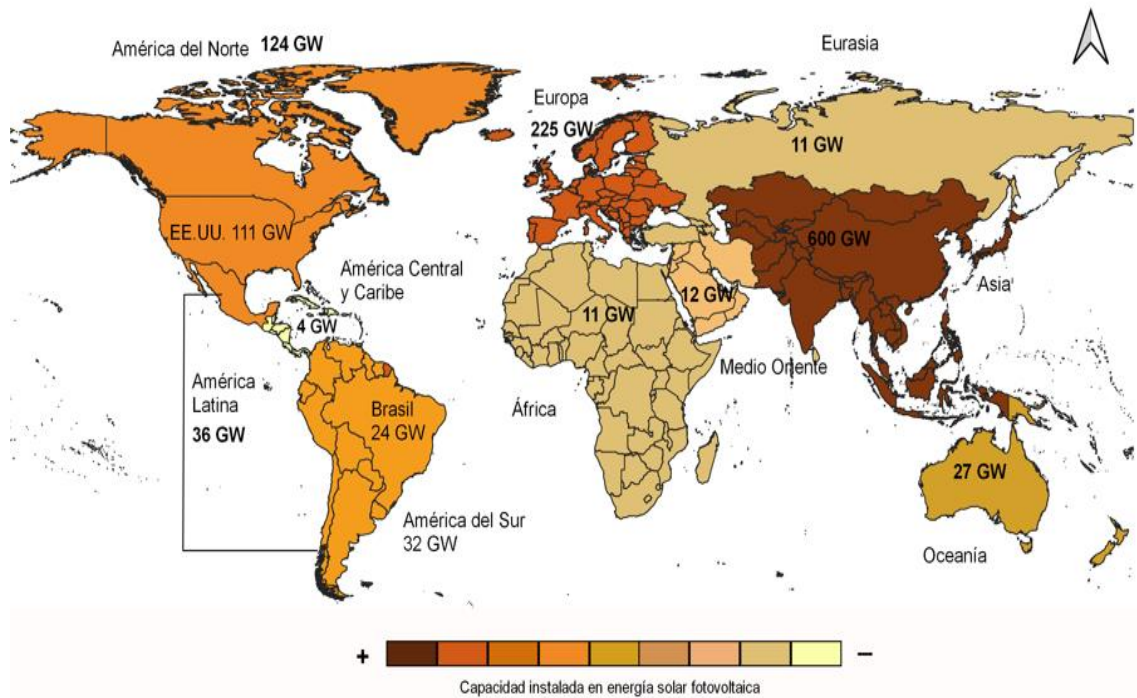 América del Norte 124 GW
Eurasia
Europa
225 GW
11 GW
EE.UU. 111 GW
600 GW
América Central
y Caribe
Asia
12 GW
11 GW
4 GW
Medio Oriente
América
Latina
36 GW
Brasil
24 GW
África
27 GW
América del Sur
32 GW
Oceanía
+ −
Capacidad instalada en energía solar fotovoltaica